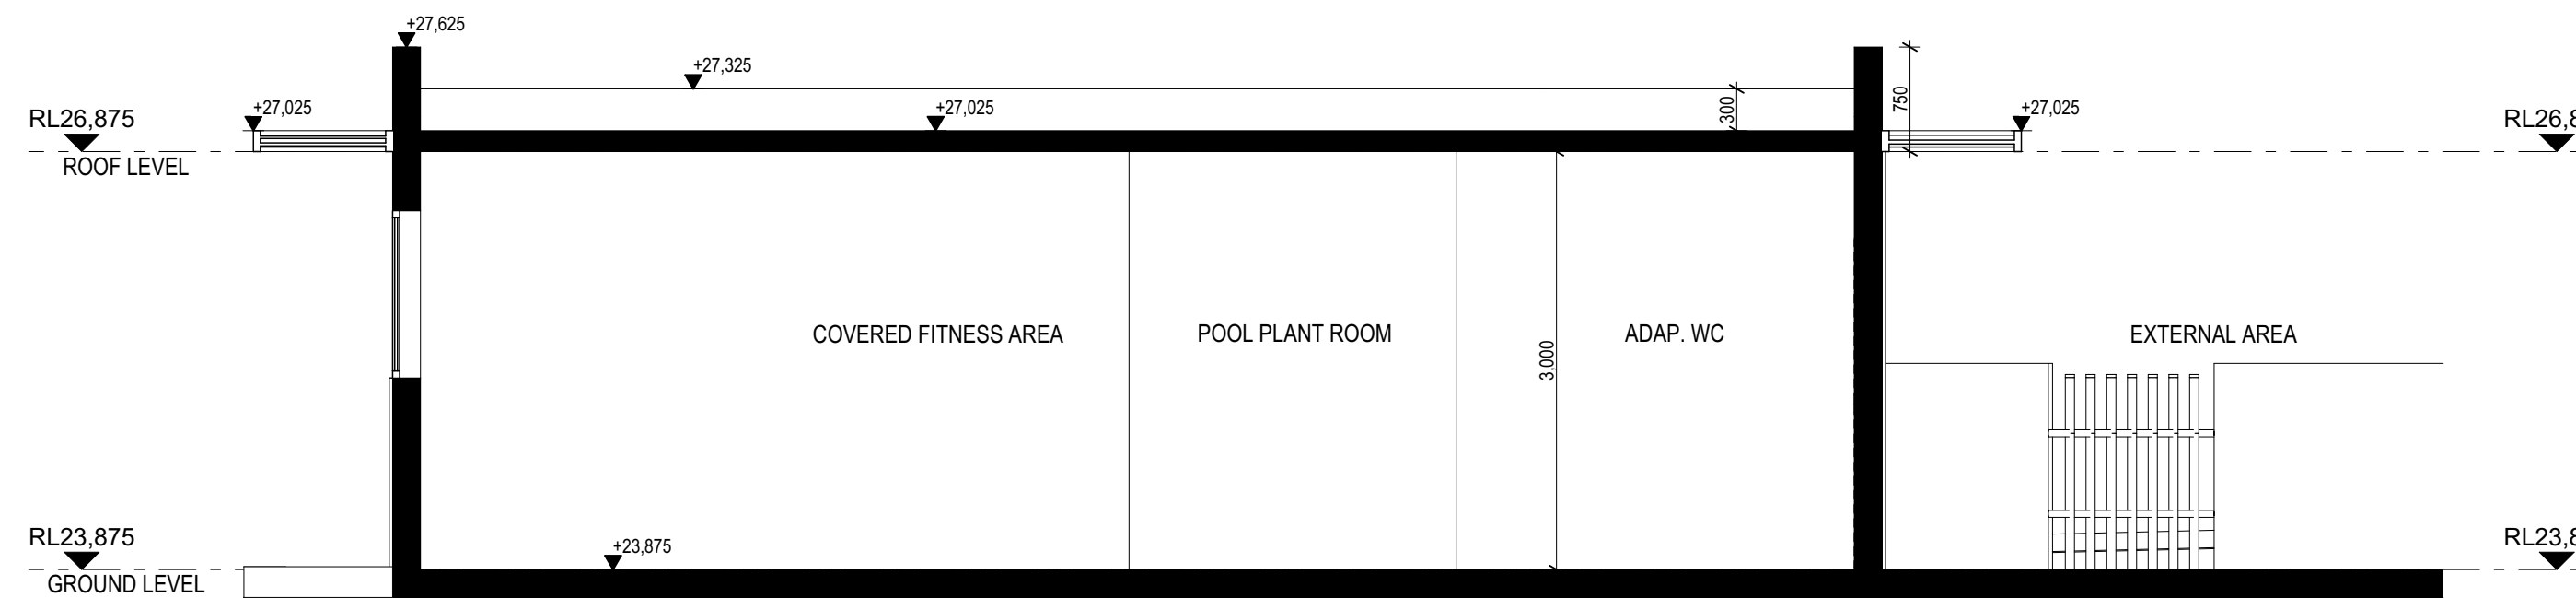 +27,625
+27,325
+27,025
+27,025
+27,025
300
750
RL26,875
RL26,8
ROOF LEVEL
COVERED FITNESS AREA
POOL PLANT ROOM
ADAP. WC
EXTERNAL AREA
3,000
RL23,875
+23,875
RL23,8
GROUND LEVEL